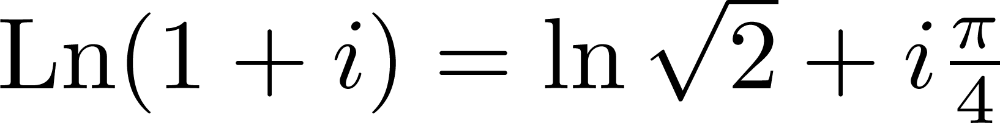 Ln(1 + i) = ln √2 + i π/4